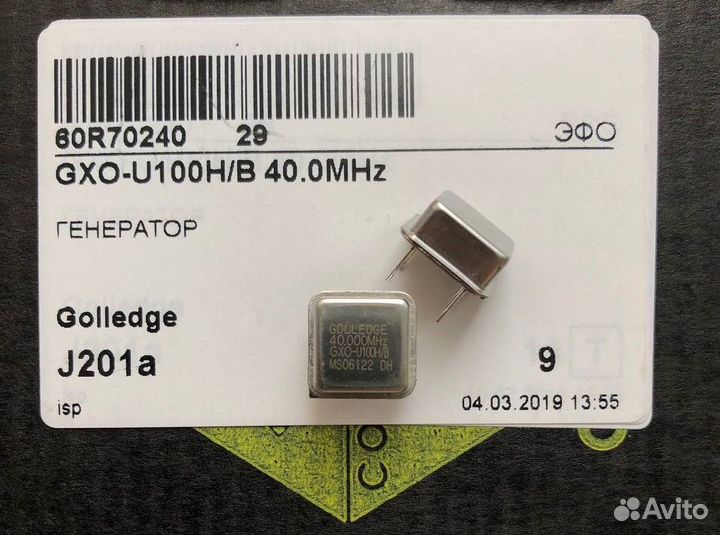 60R70240 29 ЭФО
GXO-U100H/B 40.0MHz
ГЕНЕРАТОР
Golledge
J201a 9
isp 04.03.2019 13:55
GOLLEDGE
40.000MHz
GXO-U100H/B
MS06122 DH
CO
Avito